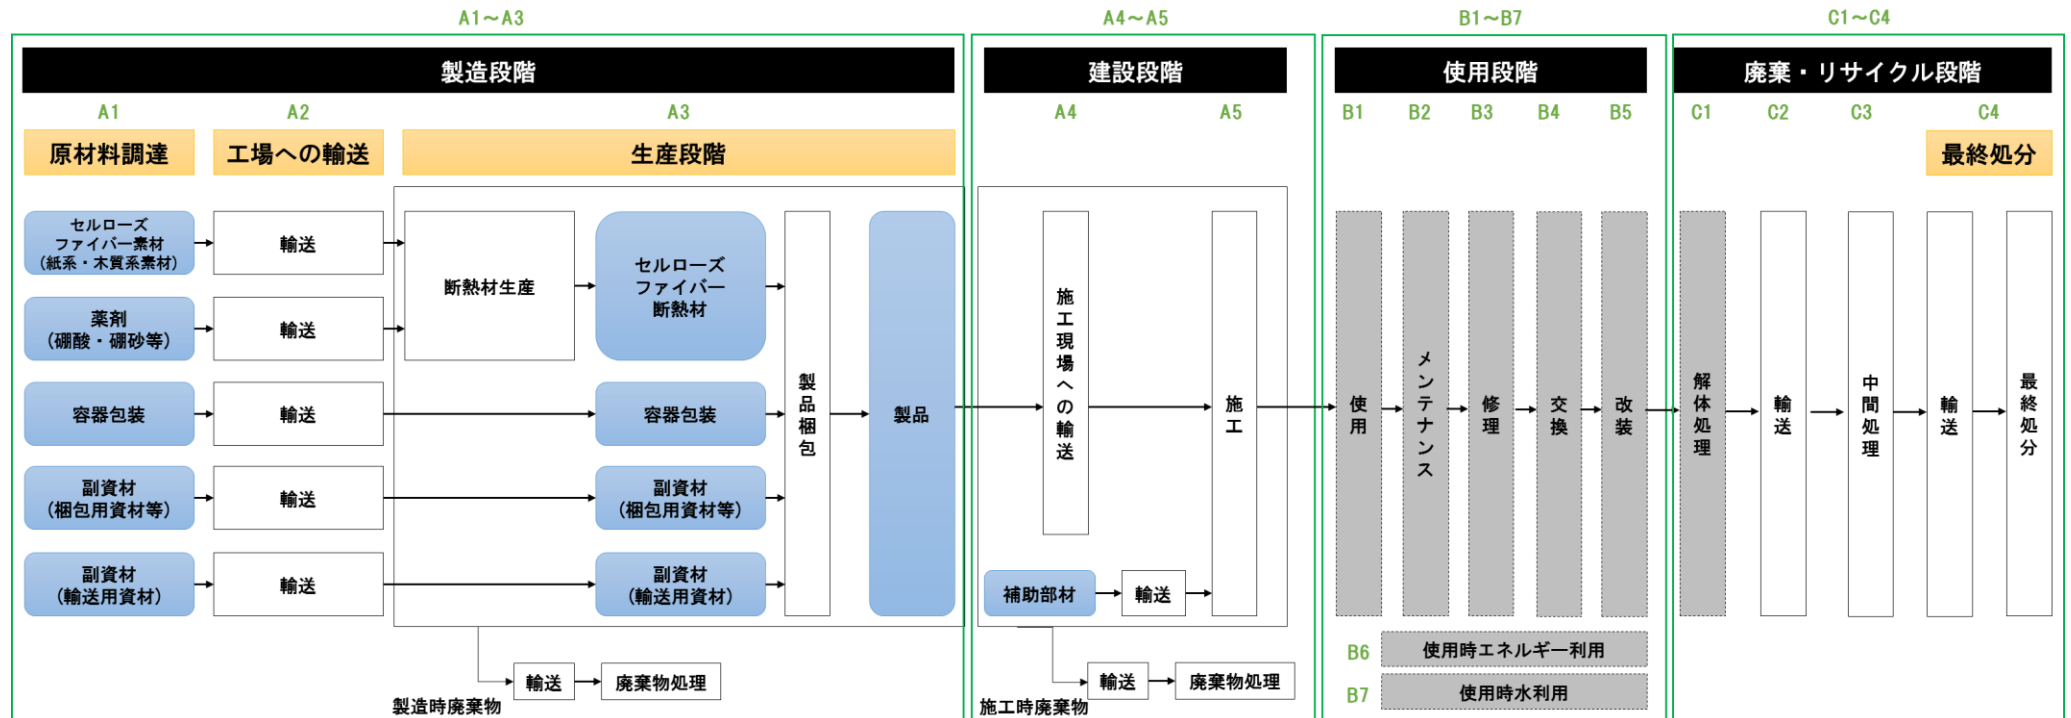 A1～A3
A4～A5
B1～B7
C1～C4
製造段階
建設段階
使用段階
廃棄・リサイクル段階
A1
A2
A3
A4
A5
B1
B2
B3
B4
B5
C1
C2
C3
C4
原材料調達
工場への輸送
生産段階
最終処分
セルローズ
ファイバー素材
（紙系・木質系素材）
輸送
断熱材生産
セルローズ
ファイバー
断熱材
薬剤
（硼酸・硼砂等）
輸送
容器包装
輸送
容器包装
副資材
（梱包用資材等）
輸送
副資材
（梱包用資材等）
副資材
（輸送用資材）
輸送
副資材
（輸送用資材）
製品梱包
製品
施工現場への輸送
施工
補助部材
輸送
使用
メンテナンス
修理
交換
改装
解体処理
輸送
中間処理
輸送
最終処分
B6
使用時エネルギー利用
B7
使用時水利用
輸送
廃棄物処理
製造時廃棄物
輸送
廃棄物処理
施工時廃棄物